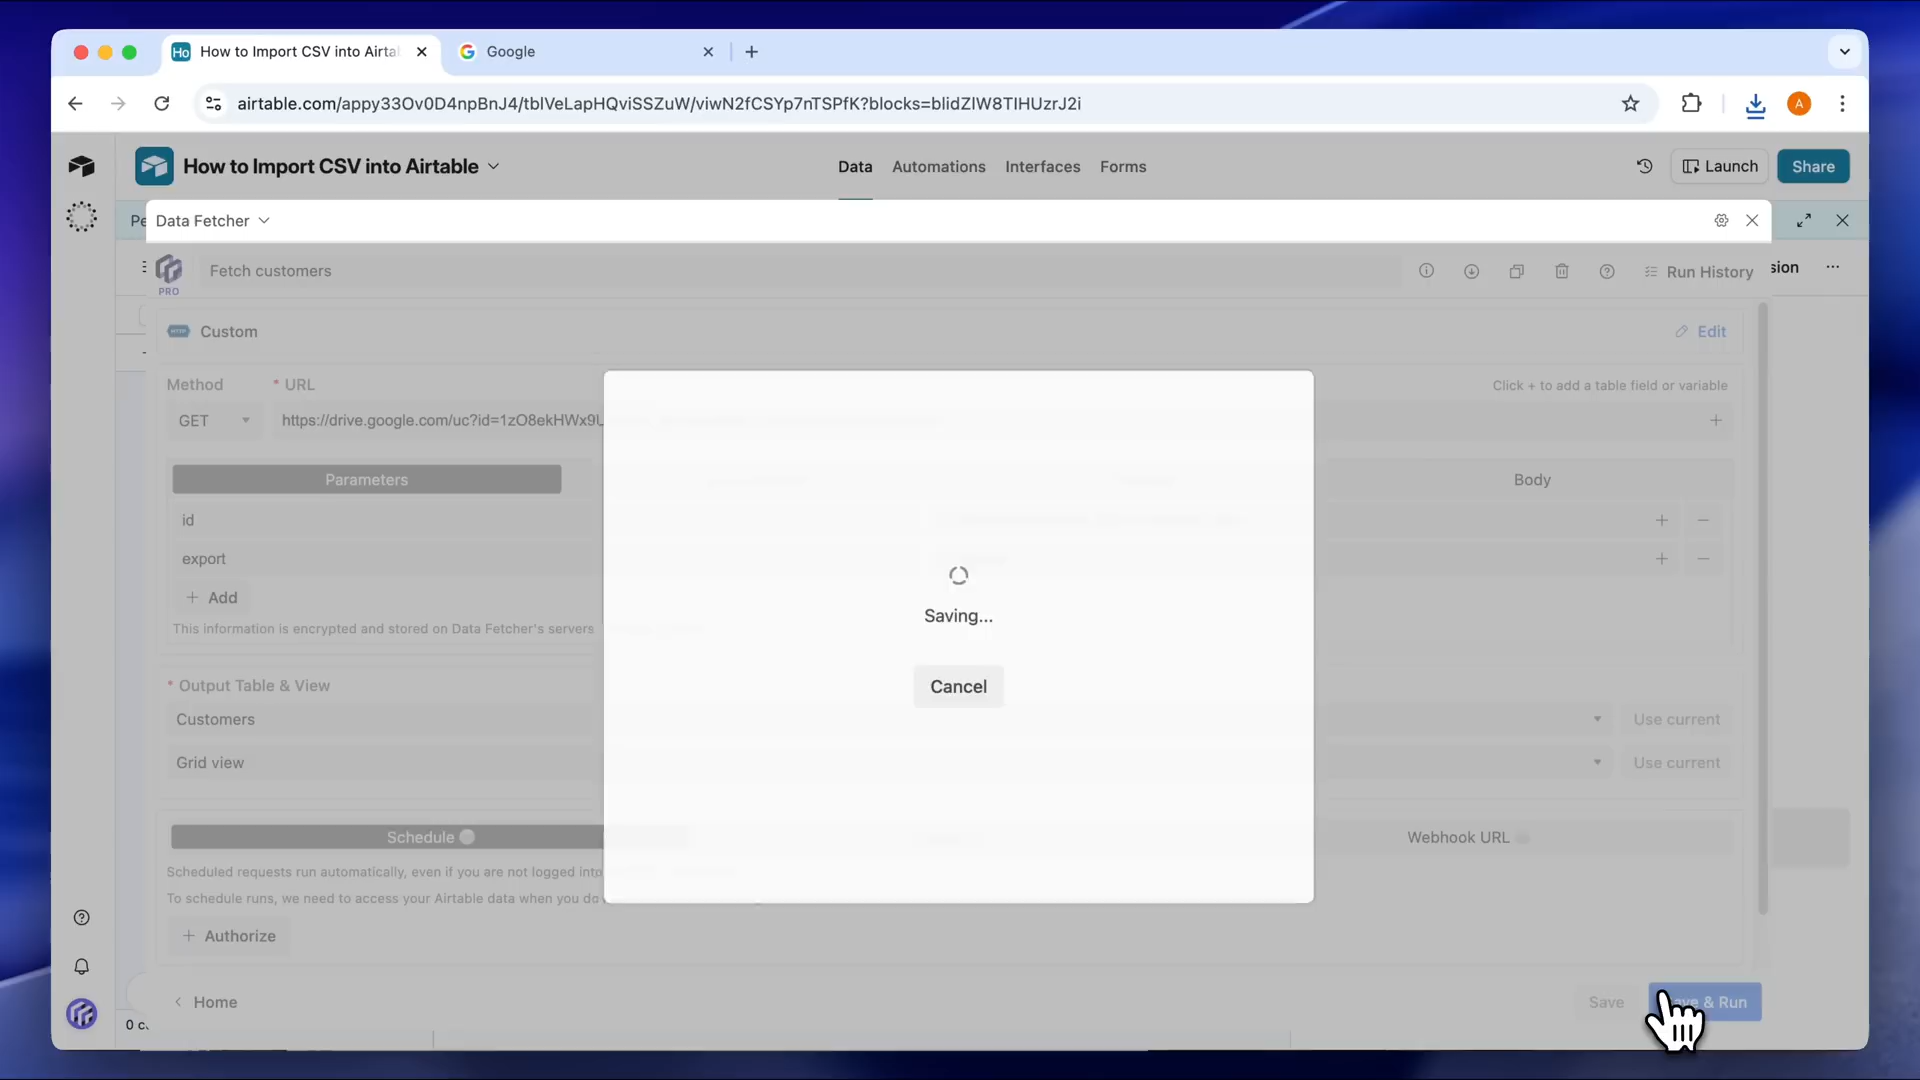 Ho How to Import CSV into Airta
Google
airtable.com/appy33Ov0D4npBnJ4/tblVeLapHQviSSZuW/viwN2fCSYp7nTSPfK?blocks=blidZIW8TIHUzrJ2i
A
How to Import CSV into Airtable
Data
Automations
Interfaces
Forms
Launch
Share
Data Fetcher
Fetch customers
PRO
Run History
Custom
Edit
Method
* URL
Click + to add a table field or variable
GET
https://drive.google.com/uc?id=1zO8ekHWx9
Parameters
Body
id
export
+ Add
This information is encrypted and stored on Data Fetcher's servers
Saving...
Cancel
* Output Table & View
Customers
Use current
Grid view
Use current
Schedule
Webhook URL
Scheduled requests run automatically, even if you are not logged into
To schedule runs, we need to access your Airtable data when you do
+ Authorize
Home
Save
& Run